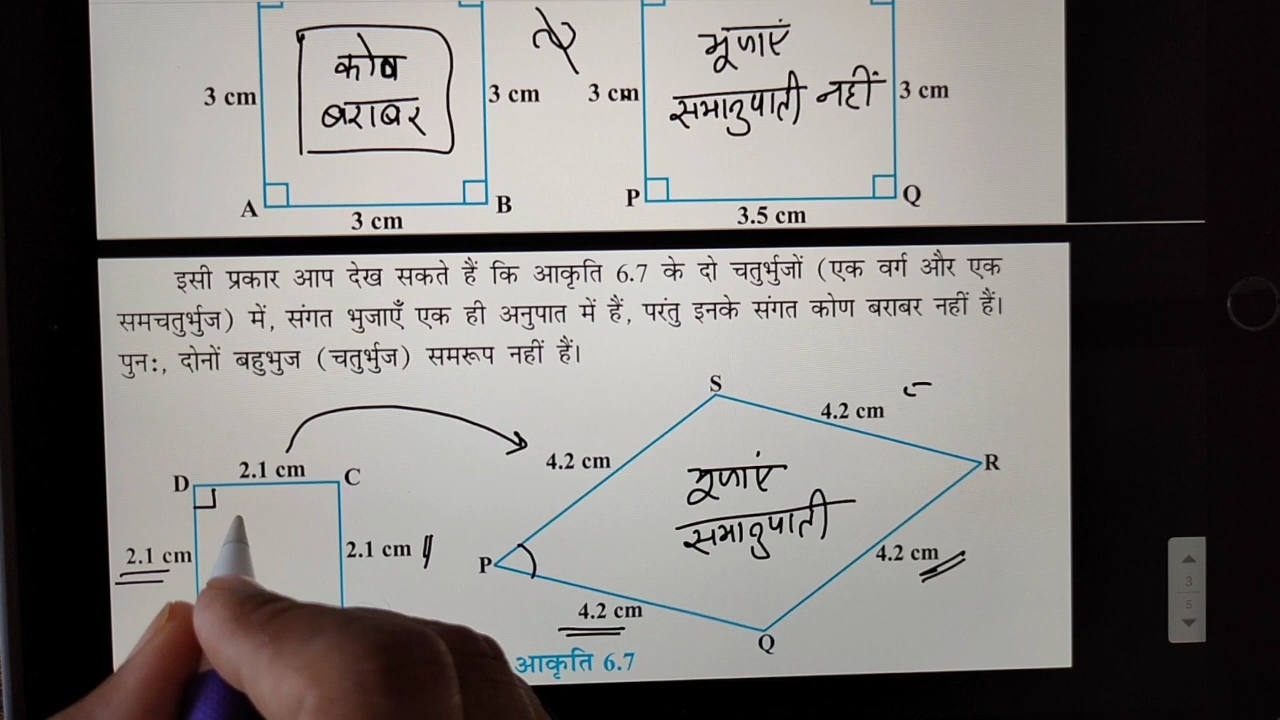 कोण
बराबर
3 cm
3 cm
A
B
3 cm
भूजाएं
समानुपाती नहीं
3 cm
3 cm
P
Q
3.5 cm
इसी प्रकार आप देख सकते हैं कि आकृति 6.7 के दो चतुर्भुजों (एक वर्ग और एक
समचतुर्भुज) में, संगत भुजाएँ एक ही अनुपात में हैं, परंतु इनके संगत कोण बराबर नहीं हैं।
पुनः, दोनों बहुभुज (चतुर्भुज) समरूप नहीं हैं।
D
2.1 cm
C
2.1 cm
2.1 cm
S
4.2 cm
4.2 cm
R
भूजाएं
समानुपाती
P
4.2 cm
4.2 cm
Q
आकृति 6.7
3
5